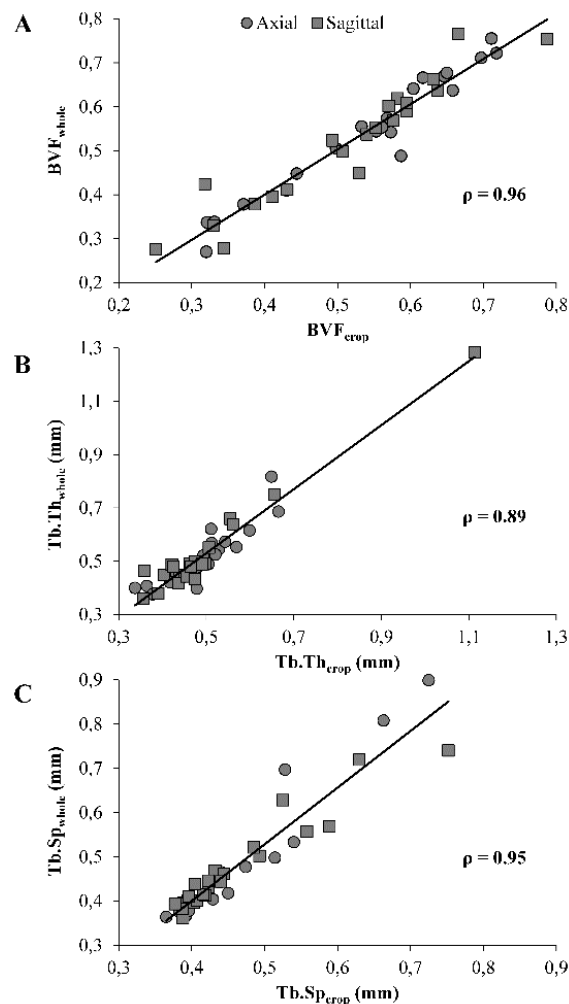 A
Axial Sagittal
0,8
0,7
0,6
0,5
0,4
0,3
0,2
BVFwhole
ρ = 0.96
0,2 0,3 0,4 0,5 0,6 0,7 0,8
BVFcrop
B
1,3
1,1
0,9
0,7
0,5
0,3
Tb.Thwhole (mm)
ρ = 0.89
0,3 0,5 0,7 0,9 1,1 1,3
Tb.Thcrop (mm)
C
0,9
0,8
0,7
0,6
0,5
0,4
0,3
Tb.Spwhole (mm)
ρ = 0.95
0,3 0,4 0,5 0,6 0,7 0,8 0,9
Tb.Spcrop (mm)